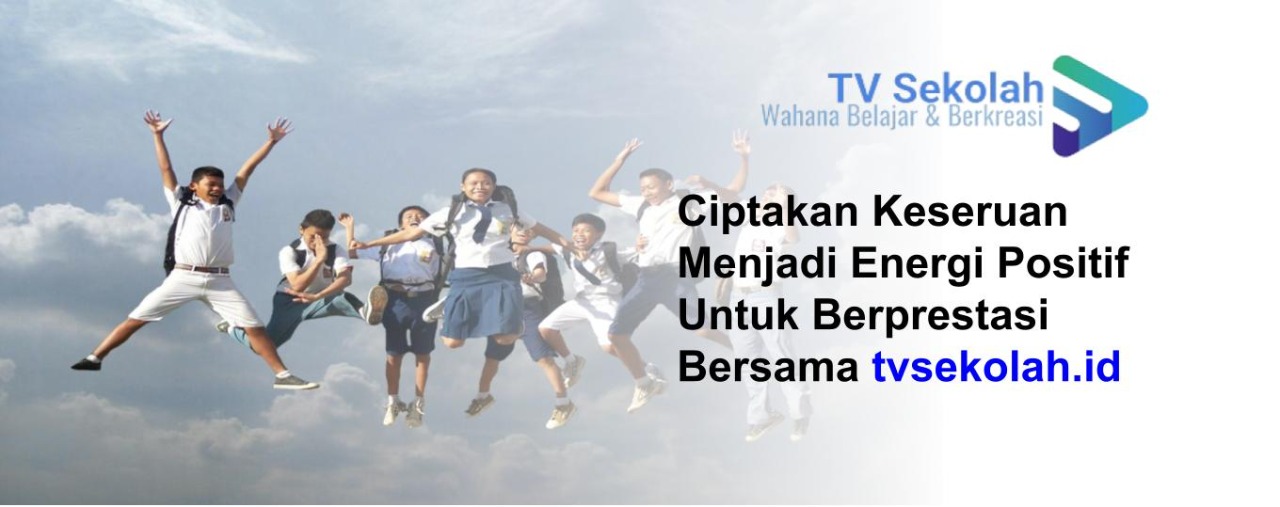 TV Sekolah
Wahana Belajar & Berkreasi
Ciptakan Keseruan
Menjadi Energi Positif
Untuk Berprestasi
Bersama tvsekolah.id